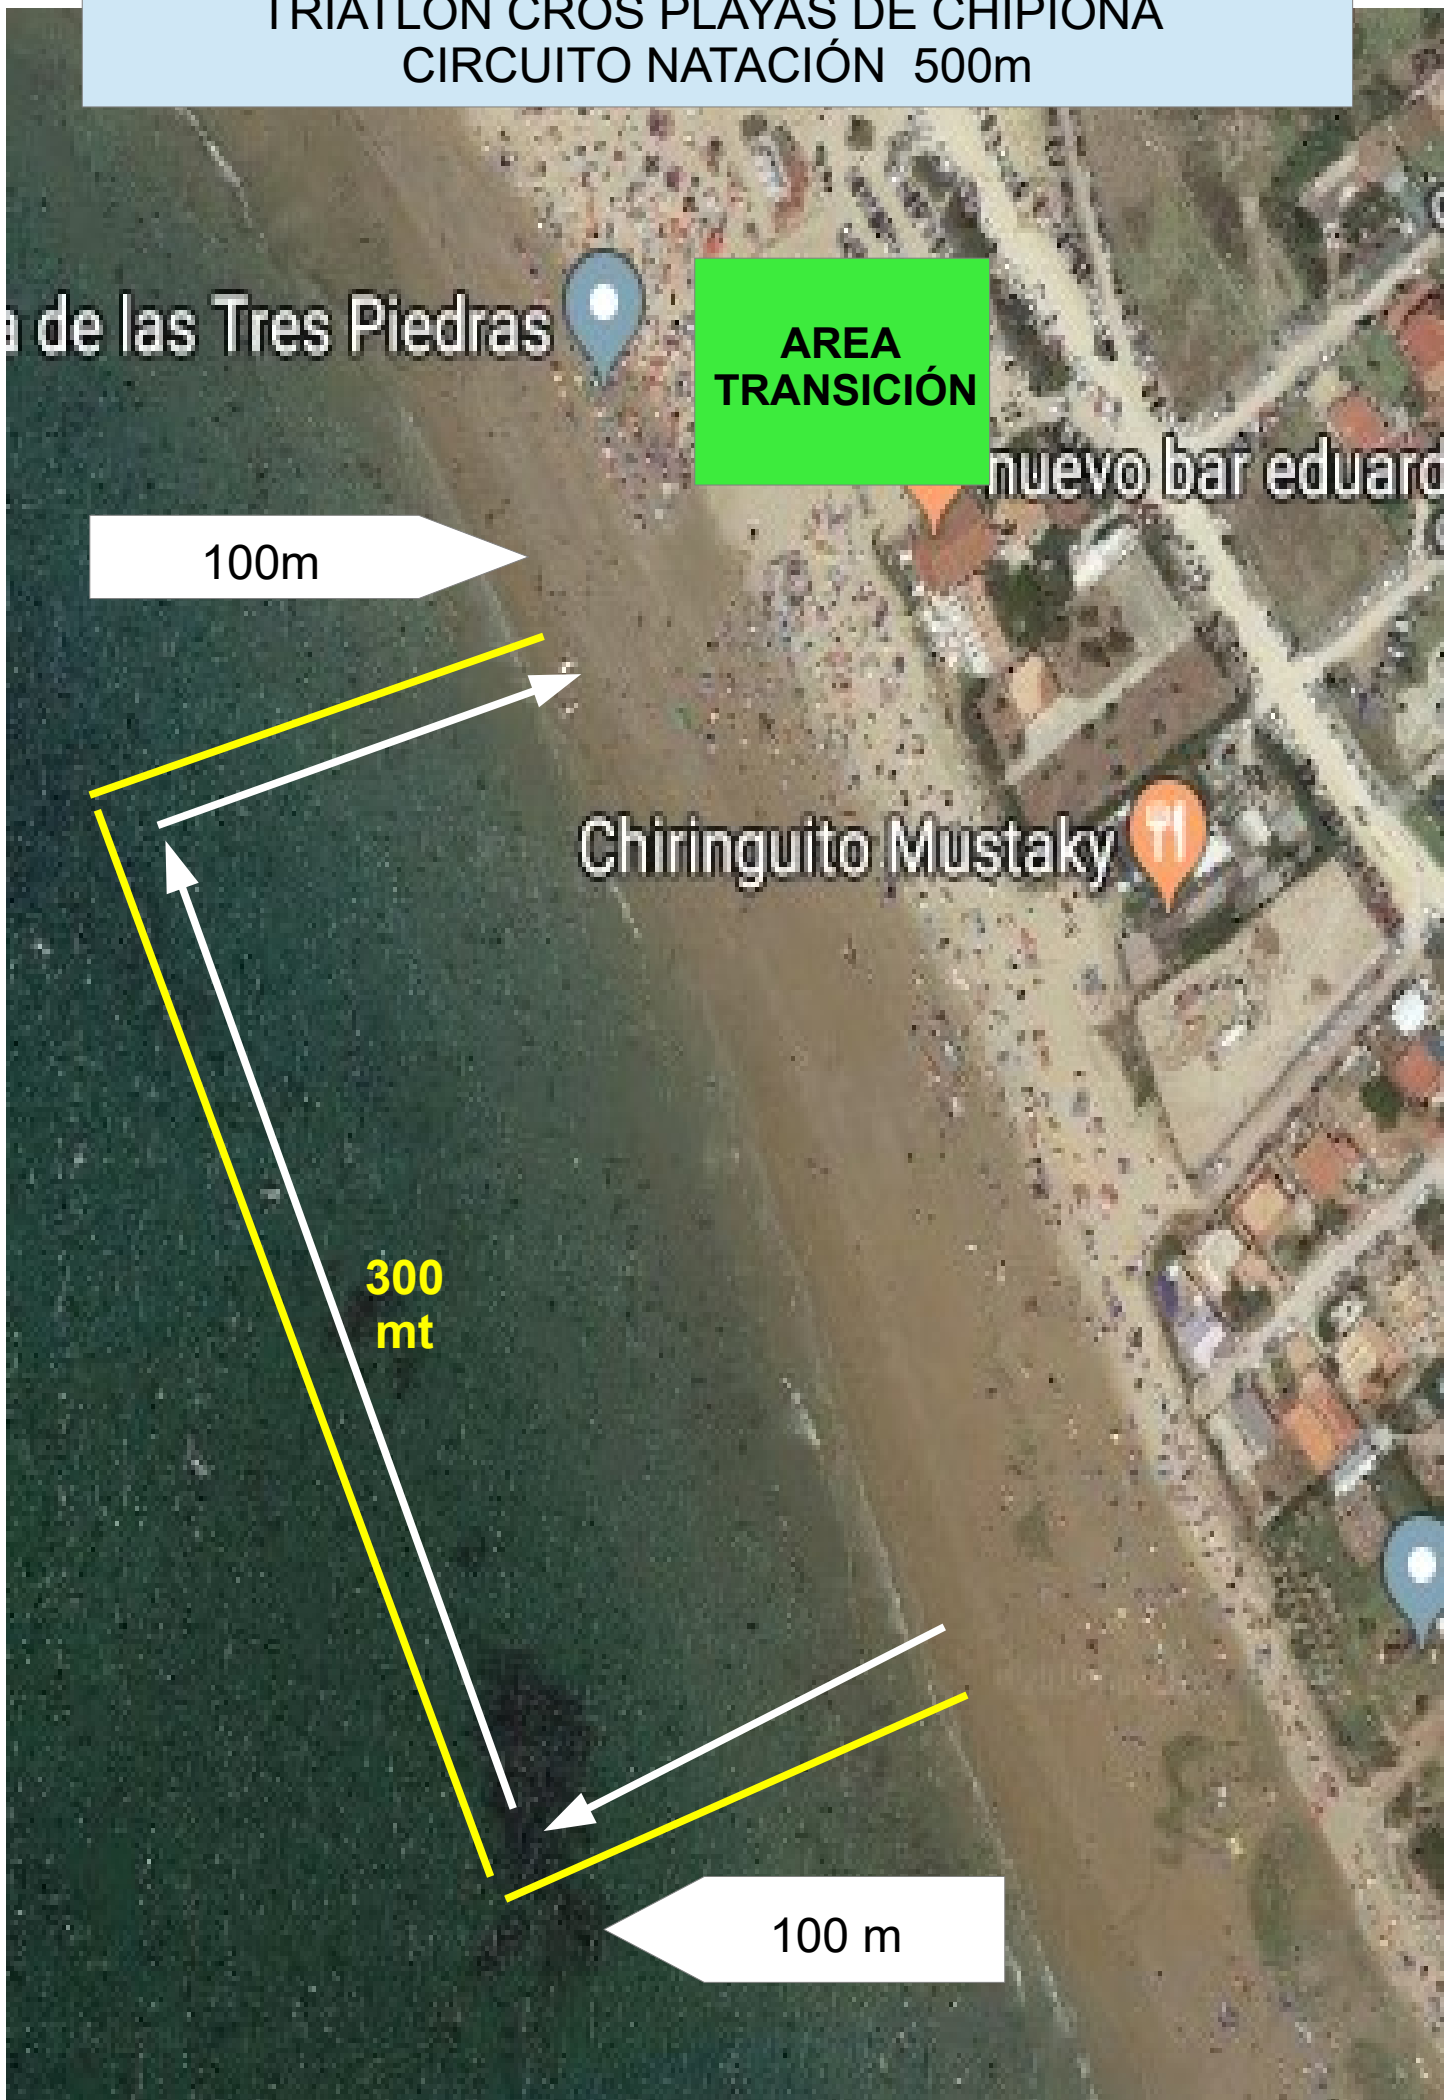 TRIATLÓN CROS PLAYAS DE CHIPIONA
CIRCUITO NATACIÓN 500m
a de las Tres Piedras
AREA
TRANSICIÓN
nuevo bar eduard
100m
Chiringuito Mustaky
300
mt
100 m